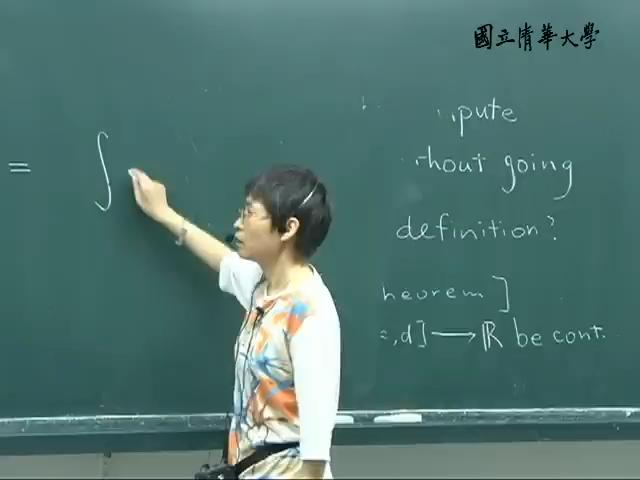 國立清華大學
= ∫
pute
hout going
definition?
heorem ]
,d] ⟶ ℝ be cont.